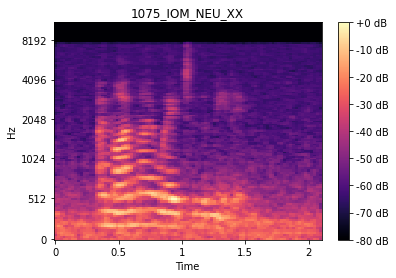 1075_IOM_NEU_XX
Hz
8192
4096
2048
1024
512
0
0
0.5
1
1.5
2
Time
+0 dB
-10 dB
-20 dB
-30 dB
-40 dB
-50 dB
-60 dB
-70 dB
-80 dB